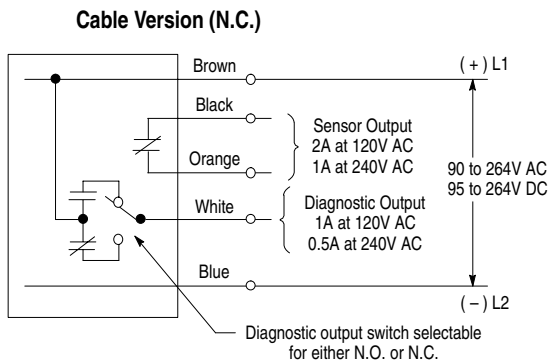 Cable Version (N.C.)
Brown
( + ) L1
Black
Sensor Output
2A at 120V AC
1A at 240V AC
Orange
90 to 264V AC
95 to 264V DC
White
Diagnostic Output
1A at 120V AC
0.5A at 240V AC
Blue
( – ) L2
Diagnostic output switch selectable
for either N.O. or N.C.